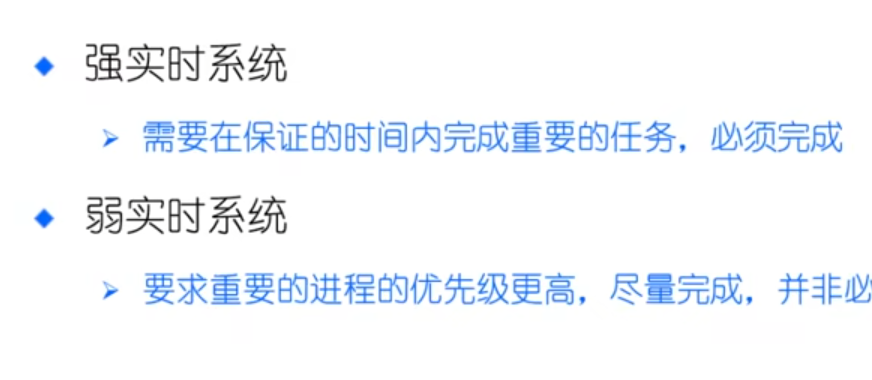 强实时系统
需要在保证的时间内完成重要的任务，必须完成
弱实时系统
要求重要的进程的优先级更高，尽量完成，并非必